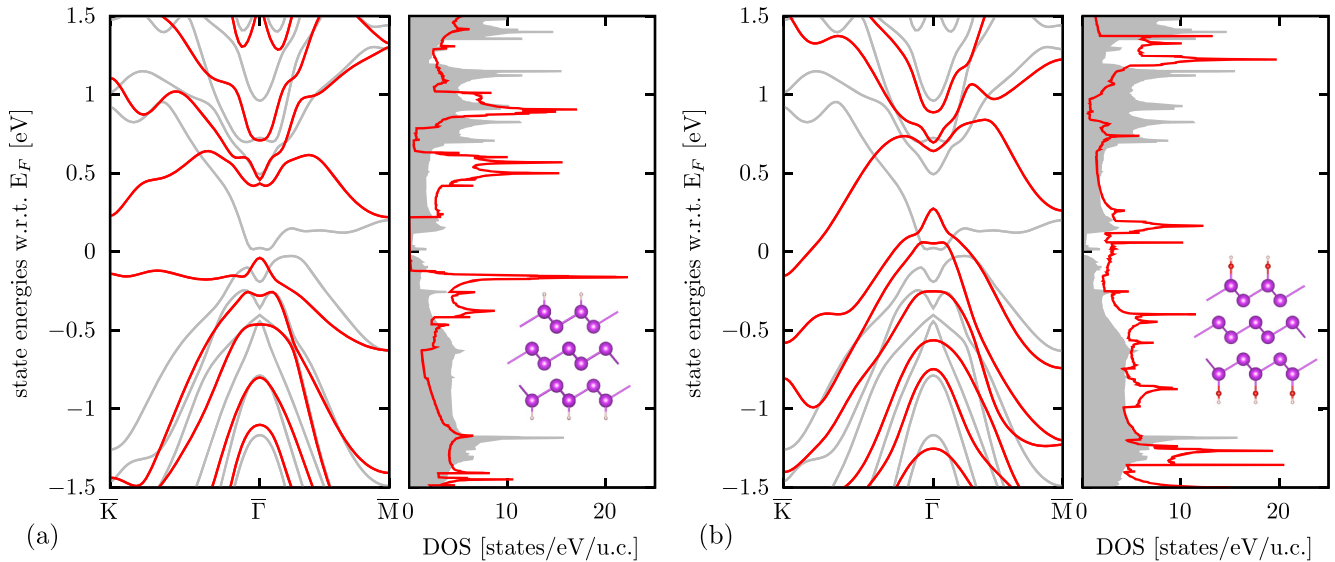 state energies w.r.t. E_F [eV]
1.5
1
0.5
0
−0.5
−1
−1.5
K̅ Γ̅ M̅
0 10 20
DOS [states/eV/u.c.]
(a)
state energies w.r.t. E_F [eV]
1.5
1
0.5
0
−0.5
−1
−1.5
K̅ Γ̅ M̅
0 10 20
DOS [states/eV/u.c.]
(b)